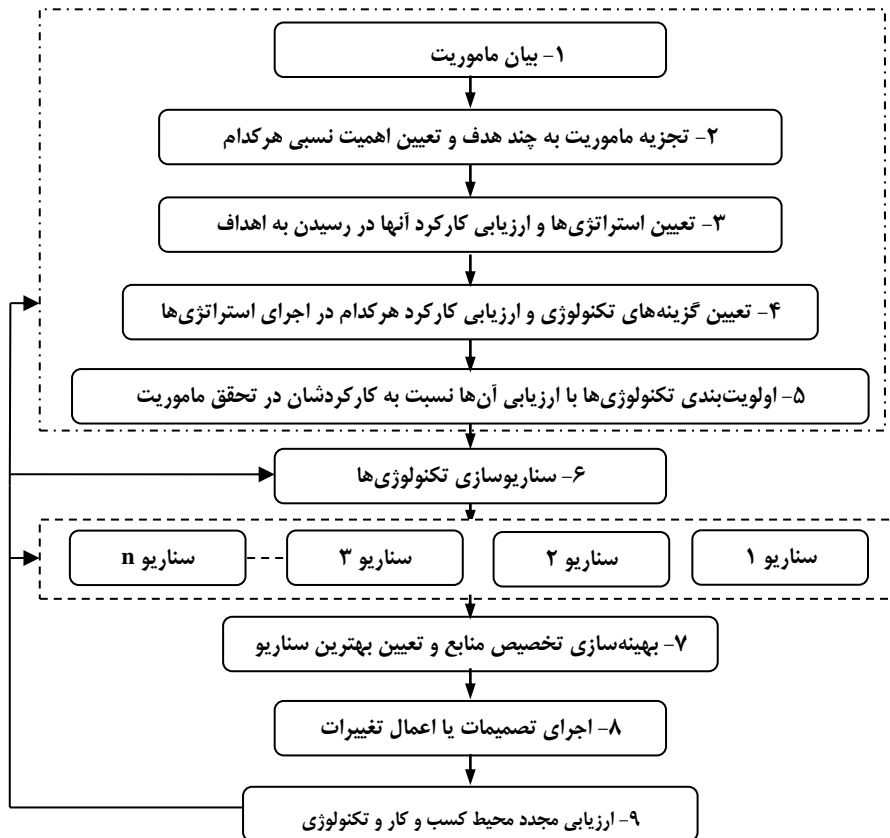 ۱- بیان ماموریت
۲- تجزیه ماموریت به چند هدف و تعیین اهمیت نسبی هرکدام
۳- تعیین استراتژی‌ها و ارزیابی کارکرد آنها در رسیدن به اهداف
۴- تعیین گزینه‌های تکنولوژی و ارزیابی کارکرد هرکدام در اجرای استراتژی‌ها
۵- اولویت‌بندی تکنولوژی‌ها با ارزیابی آن‌ها نسبت به کارکردشان در تحقق ماموریت
۶- سناریوسازی تکنولوژی‌ها
سناریو ۱
سناریو ۲
سناریو ۳
سناریو n
۷- بهینه‌سازی تخصیص منابع و تعیین بهترین سناریو
۸- اجرای تصمیمات یا اعمال تغییرات
۹- ارزیابی مجدد محیط کسب و کار و تکنولوژی